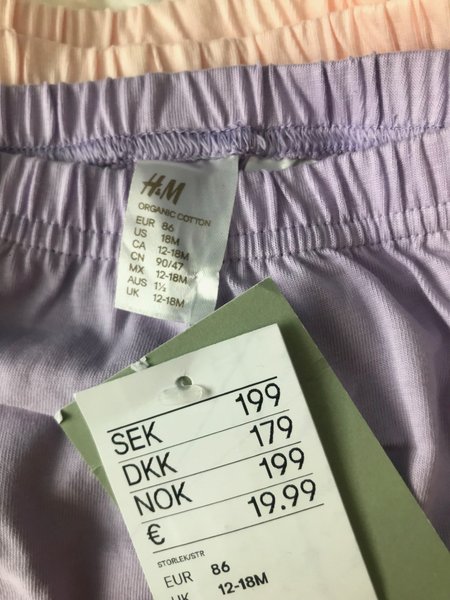 H&M
ORGANIC COTTON
EUR 86
US 18M
CA 12-18M
CN 90/47
MX 12-18M
AUS 1½
UK 12-18M
SEK 199
DKK 179
NOK 199
€ 19.99
STORLEK/STR
EUR 86
UK 12-18M